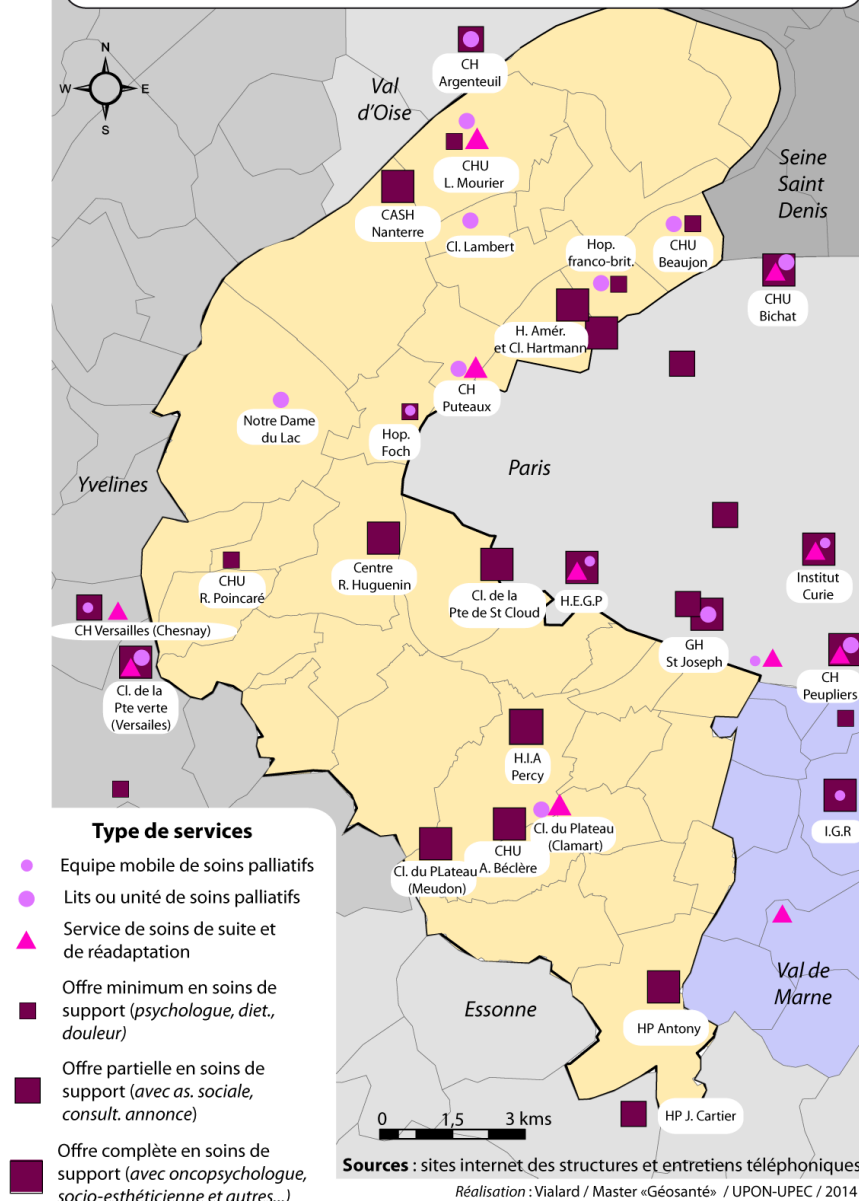 N
W
E
S
CH
Argenteuil
Val
d'Oise
CHU
L. Mourier
Seine
Saint
Denis
CASH
Nanterre
Cl. Lambert
Hop.
franco-brit.
CHU
Beaujon
CHU
Bichat
H. Amér.
et Cl. Hartmann
CH
Puteaux
Notre Dame
du Lac
Hop.
Foch
Paris
Yvelines
Centre
R. Huguenin
CHU
R. Poincaré
Cl. de la
Pte de St Cloud
H.E.G.P
Institut
Curie
CH Versailles (Chesnay)
GH
St Joseph
CH
Peupliers
Cl. de la
Pte verte
(Versailes)
H.I.A
Percy
I.G.R
Cl. du Plateau
(Clamart)
CHU
A. Béclère
Cl. du PLateau
(Meudon)
Val de
Marne
Essonne
HP Antony
HP J. Cartier
Type de services
Equipe mobile de soins palliatifs
Lits ou unité de soins palliatifs
Service de soins de suite et
de réadaptation
Offre minimum en soins de
support (psychologue, diet.,
douleur)
Offre partielle en soins de
support (avec as. sociale,
consult. annonce)
Offre complète en soins de
support (avec oncopsychologue,
socio-esthéticienne et autres...)
0 1,5 3 kms
Sources : sites internet des structures et entretiens téléphoniques
Réalisation : Vialard / Master «Géosanté» / UPON-UPEC / 2014